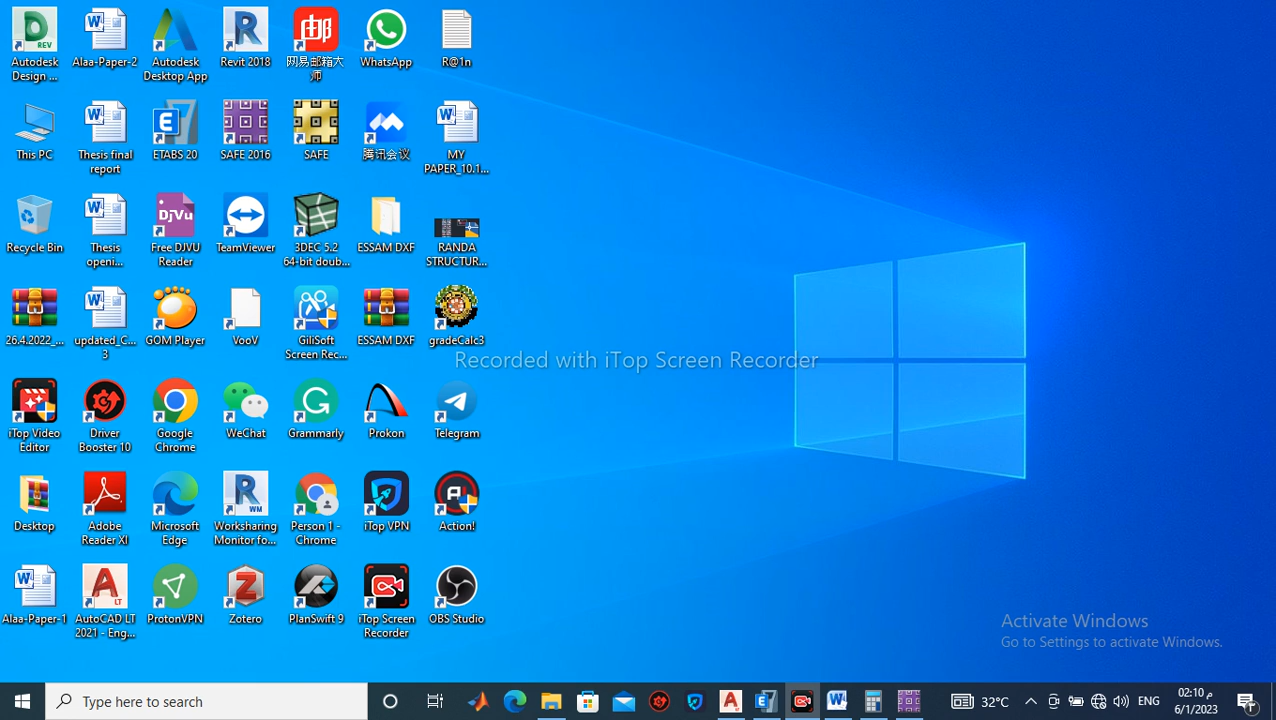 Autodesk
Design ...
Alaa-Paper-2
Autodesk
Desktop App
Revit 2018
网易邮箱大
师
WhatsApp
R@1n
This PC
Thesis final
report
ETABS 20
SAFE 2016
SAFE
腾讯会议
MY
PAPER_10.1...
Recycle Bin
Thesis
openi...
Free DJVU
Reader
TeamViewer
3DEC 5.2
64-bit doub...
ESSAM DXF
RANDA
STRUCTUR...
26.4.2022_...
updated_C...
3
GOM Player
VooV
GiliSoft
Screen Rec...
ESSAM DXF
gradeCalc3
Recorded with iTop Screen Recorder
iTop Video
Editor
Driver
Booster 10
Google
Chrome
WeChat
Grammarly
Prokon
Telegram
Desktop
Adobe
Reader XI
Microsoft
Edge
Worksharing
Monitor fo...
Person 1 -
Chrome
iTop VPN
Action!
Alaa-Paper-1
AutoCAD LT
2021 - Eng...
ProtonVPN
Zotero
PlanSwift 9
iTop Screen
Recorder
OBS Studio
Activate Windows
Go to Settings to activate Windows.
Type here to search
32°C
ENG
02:10 م
6/1/2023